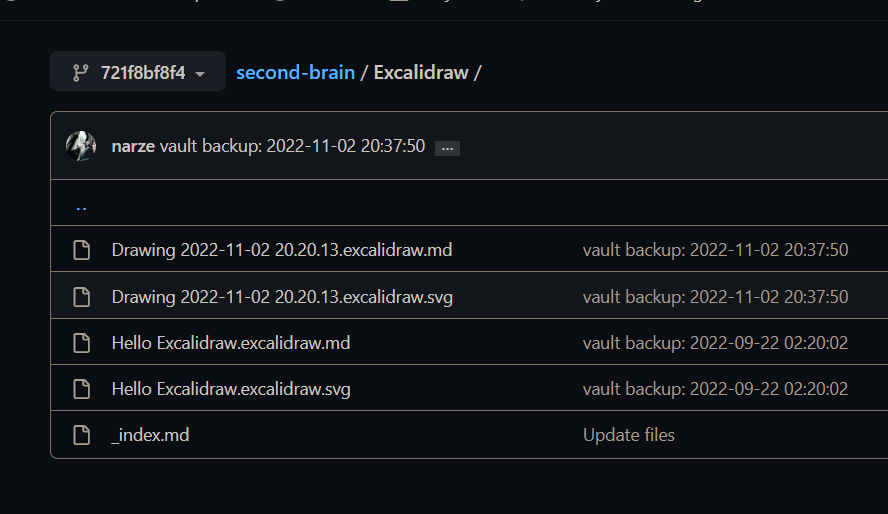 721f8bf8f4 second-brain / Excalidraw /
narze vault backup: 2022-11-02 20:37:50 ...
..
Drawing 2022-11-02 20.20.13.excalidraw.md vault backup: 2022-11-02 20:37:50
Drawing 2022-11-02 20.20.13.excalidraw.svg vault backup: 2022-11-02 20:37:50
Hello Excalidraw.excalidraw.md vault backup: 2022-09-22 02:20:02
Hello Excalidraw.excalidraw.svg vault backup: 2022-09-22 02:20:02
_index.md Update files